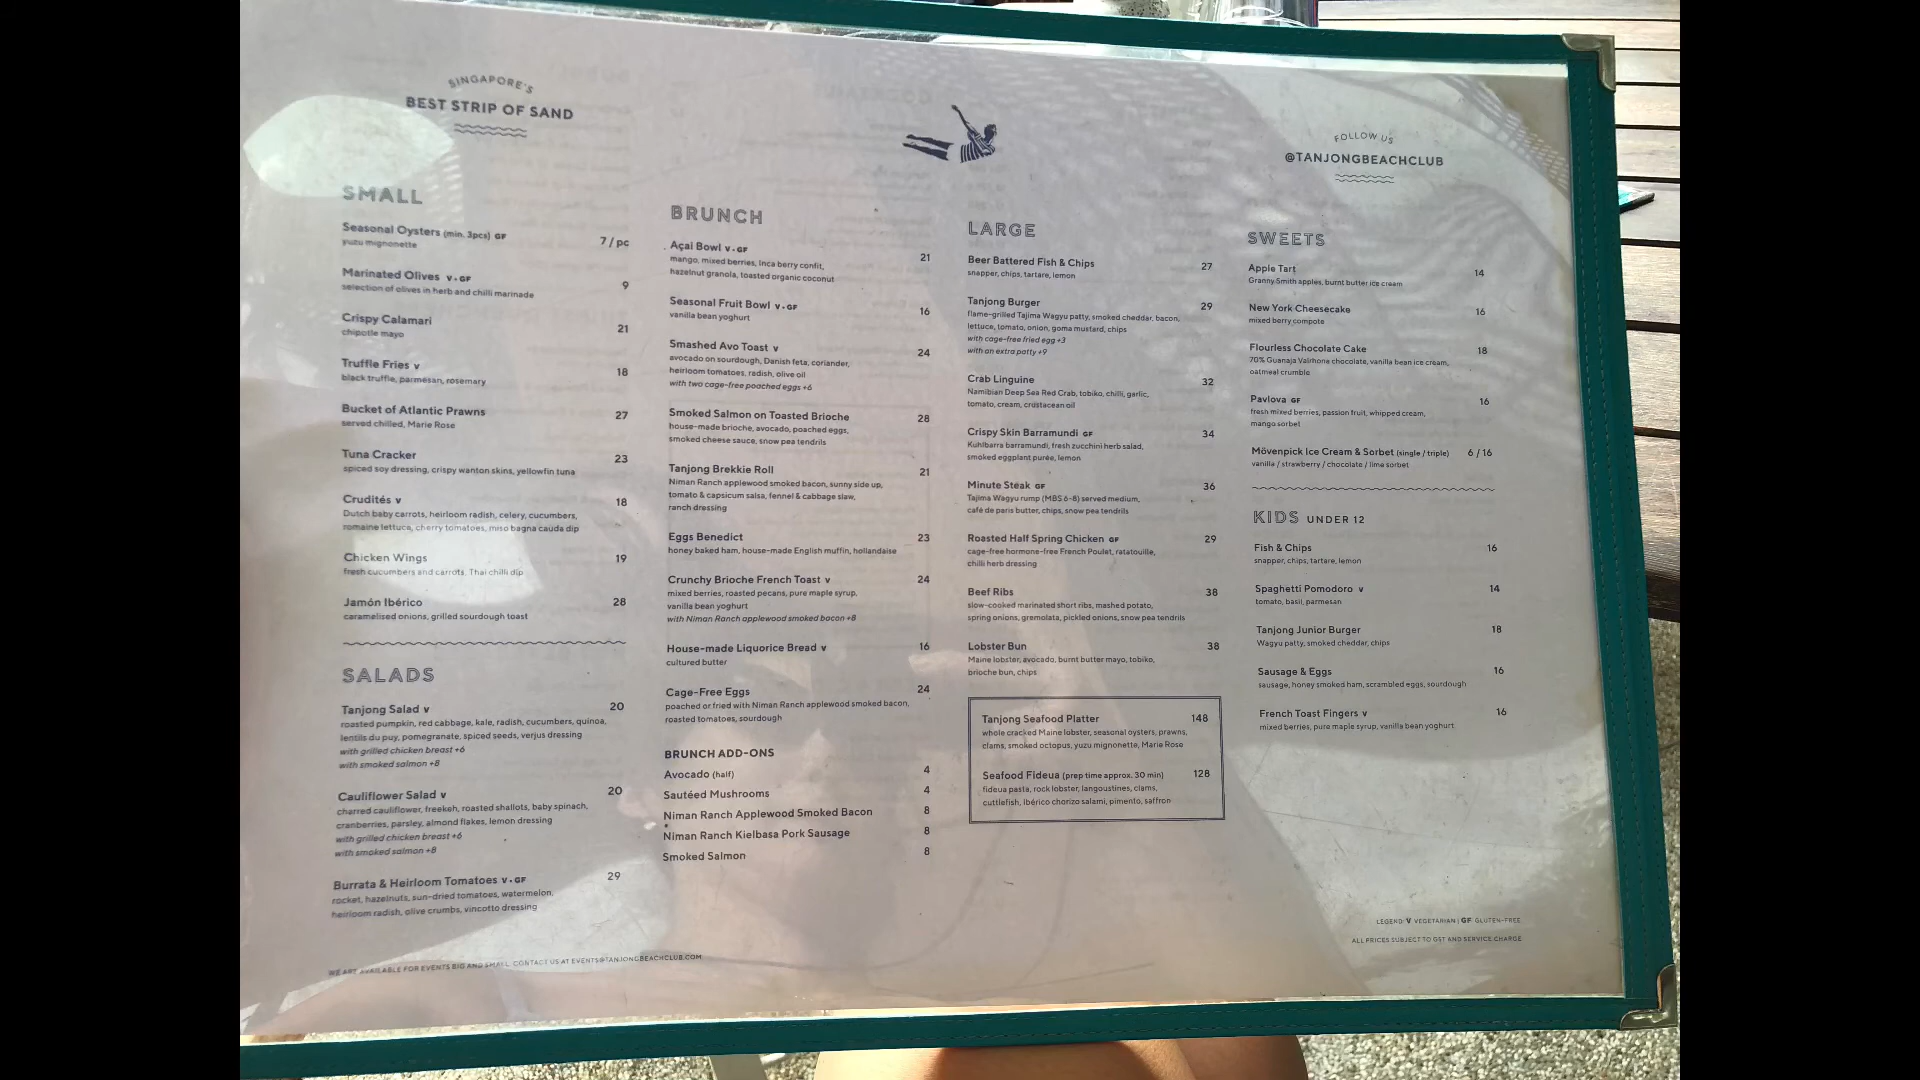 SINGAPORE'S
BEST STRIP OF SAND
FOLLOW US
@TANJONGBEACHCLUB
SMALL
Seasonal Oysters (min. 3pcs) GF 7 / pc
yuzu mignonette
Marinated Olives V • GF 9
selection of olives in herb and chilli marinade
Crispy Calamari 21
chipotle mayo
Truffle Fries V 18
black truffle, parmesan, rosemary
Bucket of Atlantic Prawns 27
served chilled, Marie Rose
Tuna Cracker 23
spiced soy dressing, crispy wanton skins, yellowfin tuna
Crudités V 18
Dutch baby carrots, heirloom radish, celery, cucumbers,
romaine lettuce, cherry tomatoes, miso bagna cauda dip
Chicken Wings 19
fresh cucumbers and carrots, Thai chilli dip
Jamón Ibérico 28
caramelised onions, grilled sourdough toast
SALADS
Tanjong Salad V 20
roasted pumpkin, red cabbage, kale, radish, cucumbers, quinoa,
lentils du puy, pomegranate, spiced seeds, verjus dressing
with grilled chicken breast +6
with smoked salmon +8
Cauliflower Salad V 20
charred cauliflower, freekeh, roasted shallots, baby spinach,
cranberries, parsley, almond flakes, lemon dressing
with grilled chicken breast +6
with smoked salmon +8
Burrata & Heirloom Tomatoes V • GF 29
rocket, hazelnuts, sun-dried tomatoes, watermelon,
heirloom radish, olive crumbs, vincotto dressing
BRUNCH
Açai Bowl V • GF 21
mango, mixed berries, Inca berry confit,
hazelnut granola, toasted organic coconut
Seasonal Fruit Bowl V • GF 16
vanilla bean yoghurt
Smashed Avo Toast V 24
avocado on sourdough, Danish feta, coriander,
heirloom tomatoes, radish, olive oil
with two cage-free poached eggs +6
Smoked Salmon on Toasted Brioche 28
house-made brioche, avocado, poached eggs,
smoked cheese sauce, snow pea tendrils
Tanjong Brekkie Roll 21
Niman Ranch applewood smoked bacon, sunny side up,
tomato & capsicum salsa, fennel & cabbage slaw,
ranch dressing
Eggs Benedict 23
honey baked ham, house-made English muffin, hollandaise
Crunchy Brioche French Toast V 24
mixed berries, roasted pecans, pure maple syrup,
vanilla bean yoghurt
with Niman Ranch applewood smoked bacon +8
House-made Liquorice Bread V 16
cultured butter
Cage-Free Eggs 24
poached or fried with Niman Ranch applewood smoked bacon,
roasted tomatoes, sourdough
BRUNCH ADD-ONS
Avocado (half) 4
Sautéed Mushrooms 4
Niman Ranch Applewood Smoked Bacon 8
Niman Ranch Kielbasa Pork Sausage 8
Smoked Salmon 8
LARGE
Beer Battered Fish & Chips 27
snapper, chips, tartare, lemon
Tanjong Burger 29
flame-grilled Tajima Wagyu patty, smoked cheddar, bacon,
lettuce, tomato, onion, goma mustard, chips
with cage-free fried egg +3
with an extra patty +9
Crab Linguine 32
Namibian Deep Sea Red Crab, tobiko, chilli, garlic,
tomato, cream, crustacean oil
Crispy Skin Barramundi GF 34
Kuhlbarra barramundi, fresh zucchini herb salad,
smoked eggplant purée, lemon
Minute Steak GF 36
Tajima Wagyu rump (MBS 6-8) served medium,
café de paris butter, chips, snow pea tendrils
Roasted Half Spring Chicken GF 29
cage-free hormone-free French Poulet, ratatouille,
chilli herb dressing
Beef Ribs 38
slow-cooked marinated short ribs, mashed potato,
spring onions, gremolata, pickled onions, snow pea tendrils
Lobster Bun 38
Maine lobster, avocado, burnt butter mayo, tobiko,
brioche bun, chips
Tanjong Seafood Platter 148
whole cracked Maine lobster, seasonal oysters, prawns,
clams, smoked octopus, yuzu mignonette, Marie Rose
Seafood Fideua (prep time approx. 30 min) 128
fideua pasta, rock lobster, langoustines, clams,
cuttlefish, ibérico chorizo salami, pimento, saffron
SWEETS
Apple Tart 14
Granny Smith apples, burnt butter ice cream
New York Cheesecake 16
mixed berry compote
Flourless Chocolate Cake 18
70% Guanaja Valrhona chocolate, vanilla bean ice cream,
oatmeal crumble
Pavlova GF 16
fresh mixed berries, passion fruit, whipped cream,
mango sorbet
Mövenpick Ice Cream & Sorbet (single / triple) 6 / 16
vanilla / strawberry / chocolate / lime sorbet
KIDS UNDER 12
Fish & Chips 16
snapper, chips, tartare, lemon
Spaghetti Pomodoro V 14
tomato, basil, parmesan
Tanjong Junior Burger 18
Wagyu patty, smoked cheddar, chips
Sausage & Eggs 16
sausage, honey smoked ham, scrambled eggs, sourdough
French Toast Fingers V 16
mixed berries, pure maple syrup, vanilla bean yoghurt
LEGEND: V VEGETARIAN | GF GLUTEN-FREE
ALL PRICES SUBJECT TO GST AND SERVICE CHARGE
WE ARE AVAILABLE FOR EVENTS BIG AND SMALL. CONTACT US AT EVENTS@TANJONGBEACHCLUB.COM